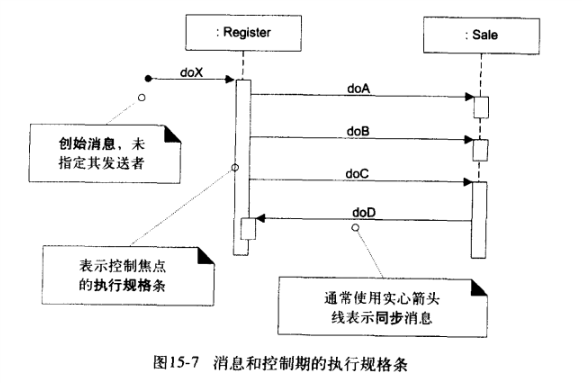 : Register
: Sale
doX
doA
创始消息，未
指定其发送者
doB
doC
doD
表示控制焦点
的执行规格条
通常使用实心箭头
线表示同步消息
图15-7 消息和控制期的执行规格条